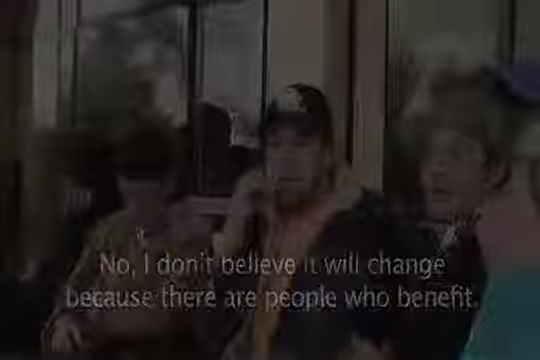 No, I don't believe it will change
because there are people who benefit.